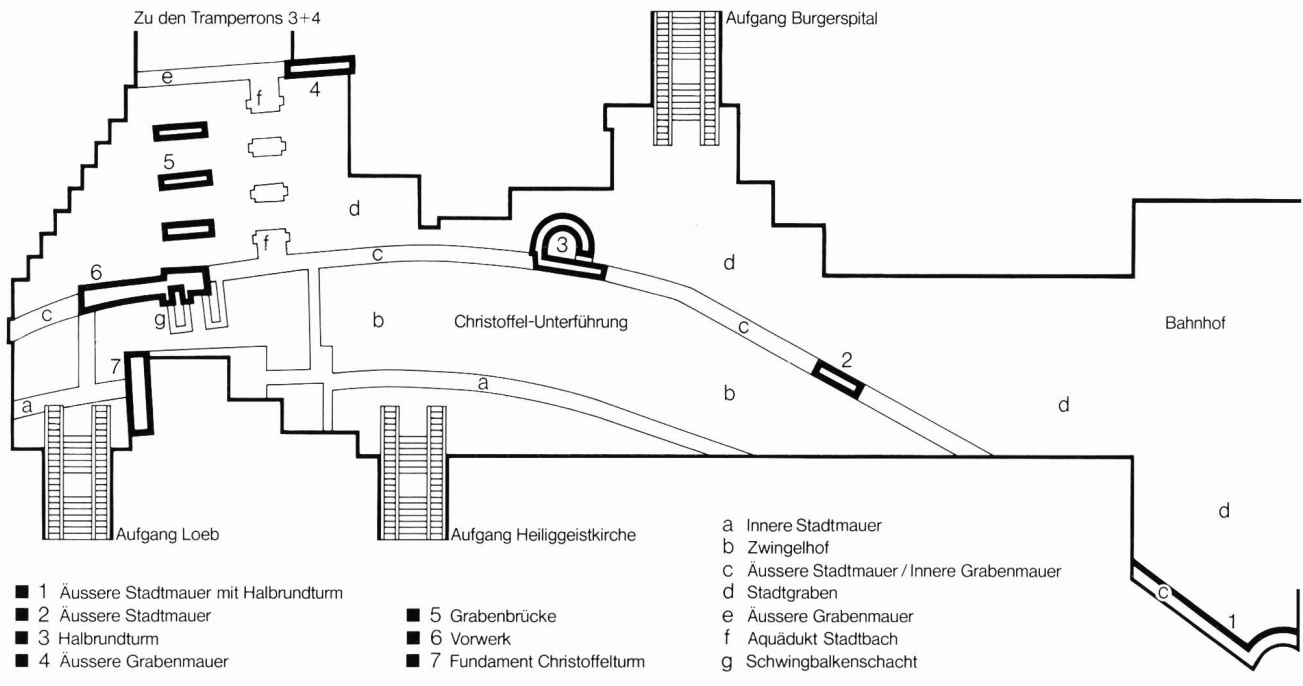 Zu den Tramperrons 3+4
Aufgang Burgerspital
e
4
f
5
d
f
c
3
d
6
c
g
b
Christoffel-Unterführung
c
Bahnhof
7
2
a
a
b
d
d
Aufgang Loeb
Aufgang Heiliggeistkirche
c
1
1 Äussere Stadtmauer mit Halbrundturm
2 Äussere Stadtmauer
3 Halbrundturm
4 Äussere Grabenmauer
5 Grabenbrücke
6 Vorwerk
7 Fundament Christoffelturm
a Innere Stadtmauer
b Zwingelhof
c Äussere Stadtmauer / Innere Grabenmauer
d Stadtgraben
e Äussere Grabenmauer
f Aquädukt Stadtbach
g Schwingbalkenschacht